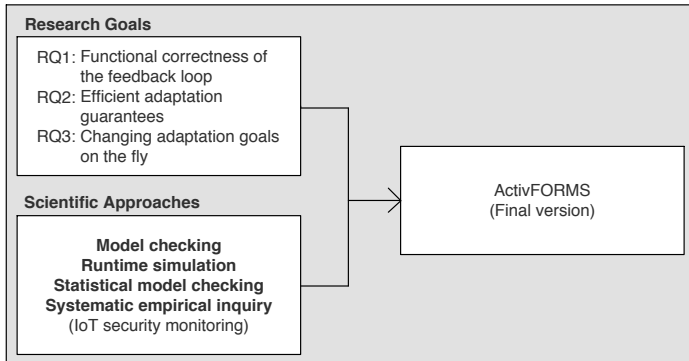 Research Goals
RQ1: Functional correctness of
the feedback loop
RQ2: Efficient adaptation
guarantees
RQ3: Changing adaptation goals
on the fly
Scientific Approaches
Model checking
Runtime simulation
Statistical model checking
Systematic empirical inquiry
(IoT security monitoring)
ActivFORMS
(Final version)